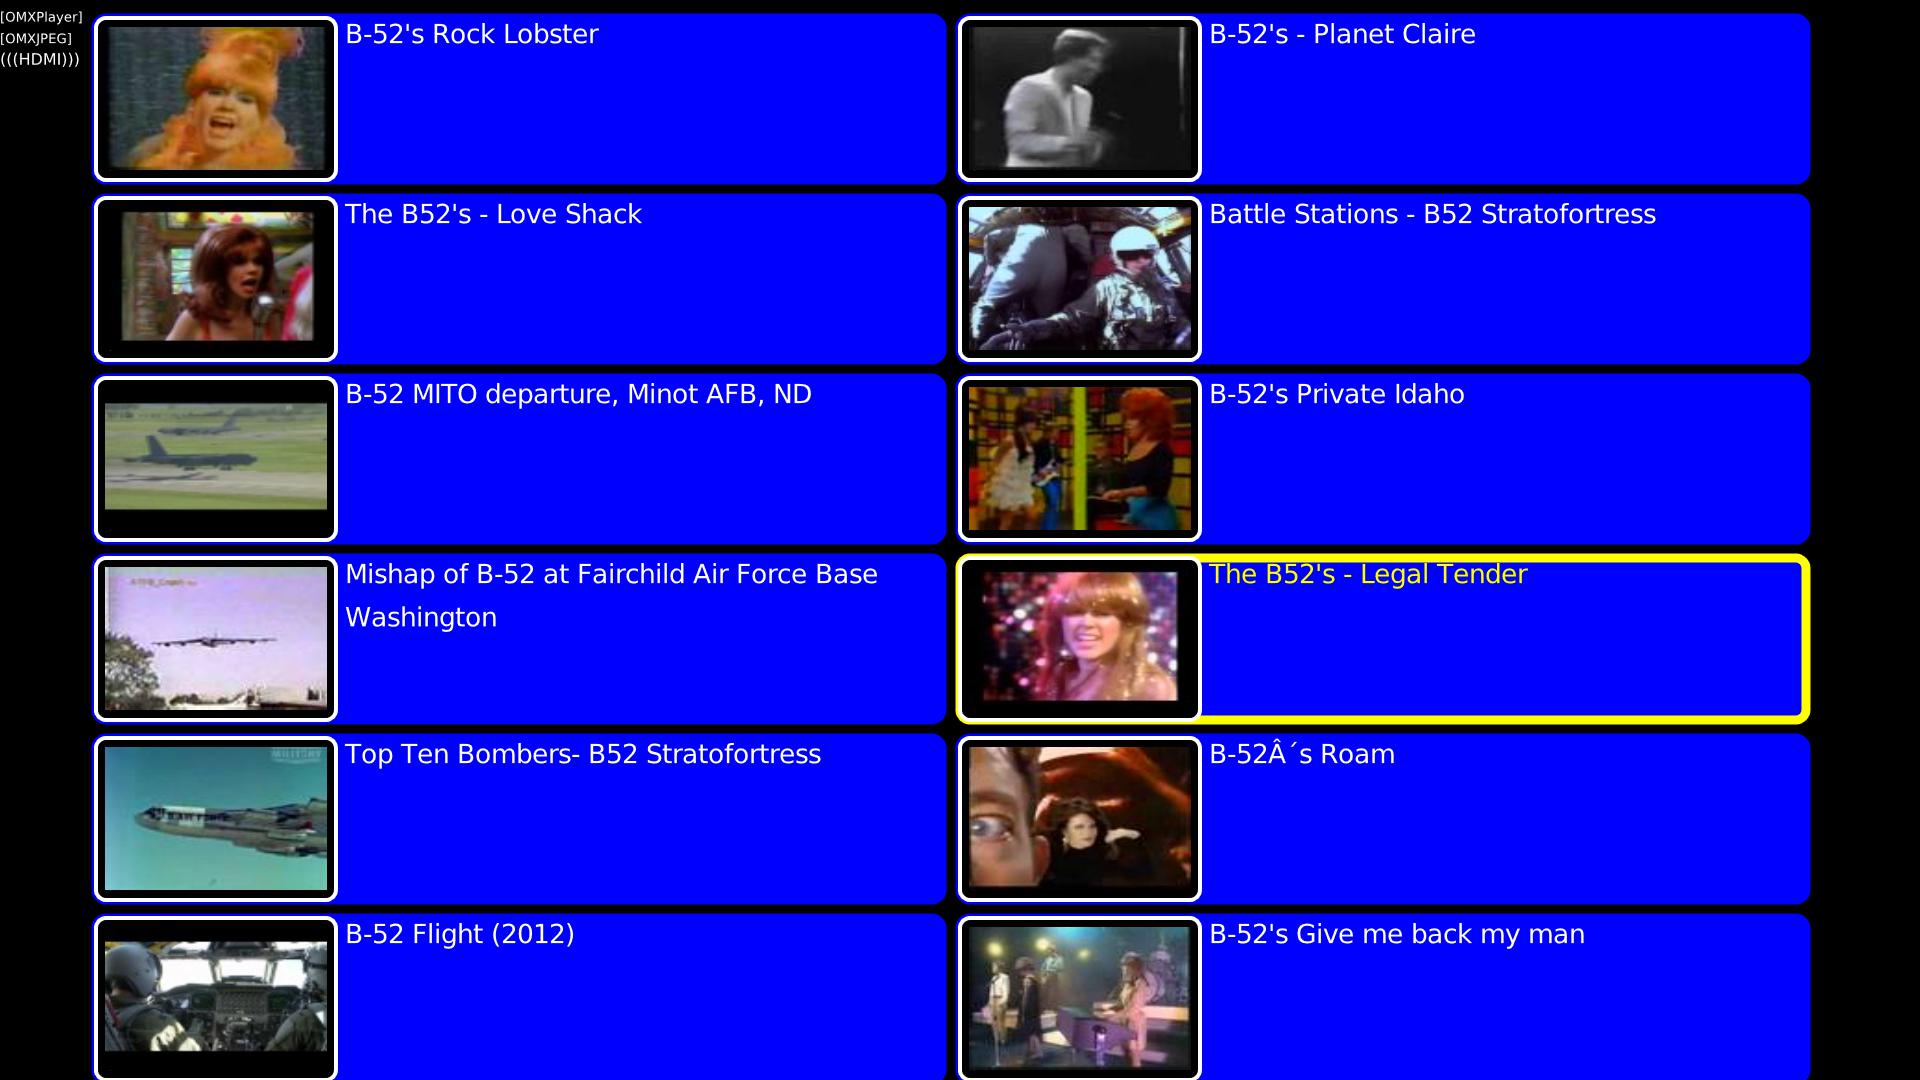 [OMXPlayer]
[OMXJPEG]
(((HDMI)))
B-52's Rock Lobster
B-52's - Planet Claire
The B52's - Love Shack
Battle Stations - B52 Stratofortress
B-52 MITO departure, Minot AFB, ND
B-52's Private Idaho
Mishap of B-52 at Fairchild Air Force Base
Washington
The B52's - Legal Tender
Top Ten Bombers- B52 Stratofortress
MILITARY
B-52Â´s Roam
B-52 Flight (2012)
B-52's Give me back my man